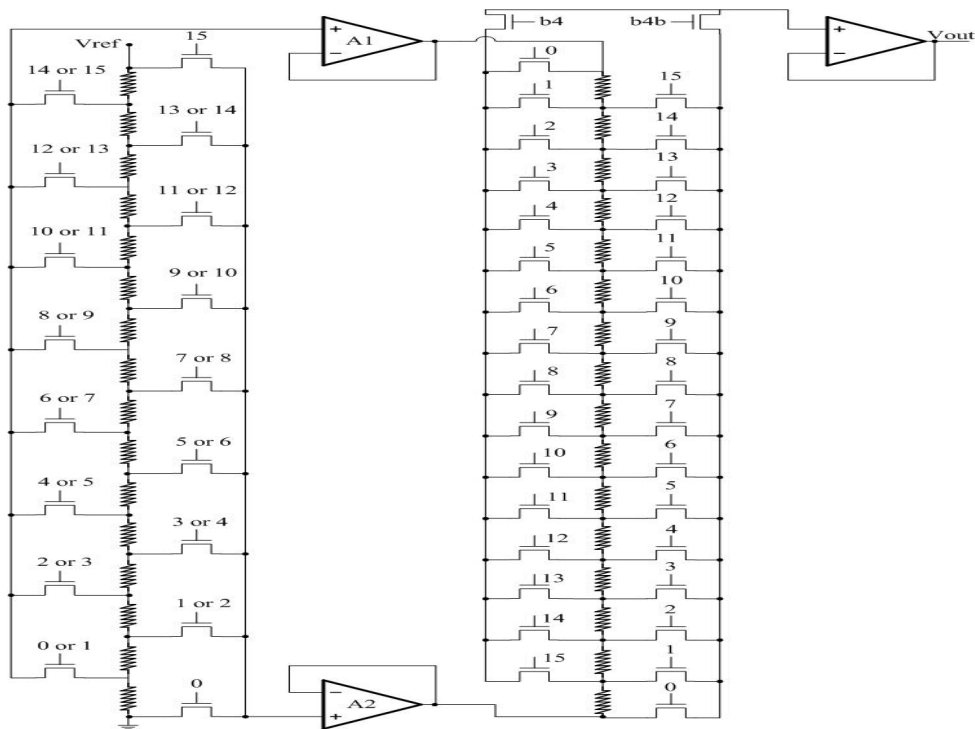 b4
b4b
Vref
15
+
A1
-
+
-
Vout
0
14 or 15
1
15
13 or 14
2
14
12 or 13
3
13
11 or 12
4
12
10 or 11
5
11
9 or 10
6
10
8 or 9
7
9
7 or 8
8
8
6 or 7
9
7
5 or 6
10
6
4 or 5
11
5
3 or 4
12
4
2 or 3
13
3
1 or 2
14
2
0 or 1
15
1
0
-
A2
+
0